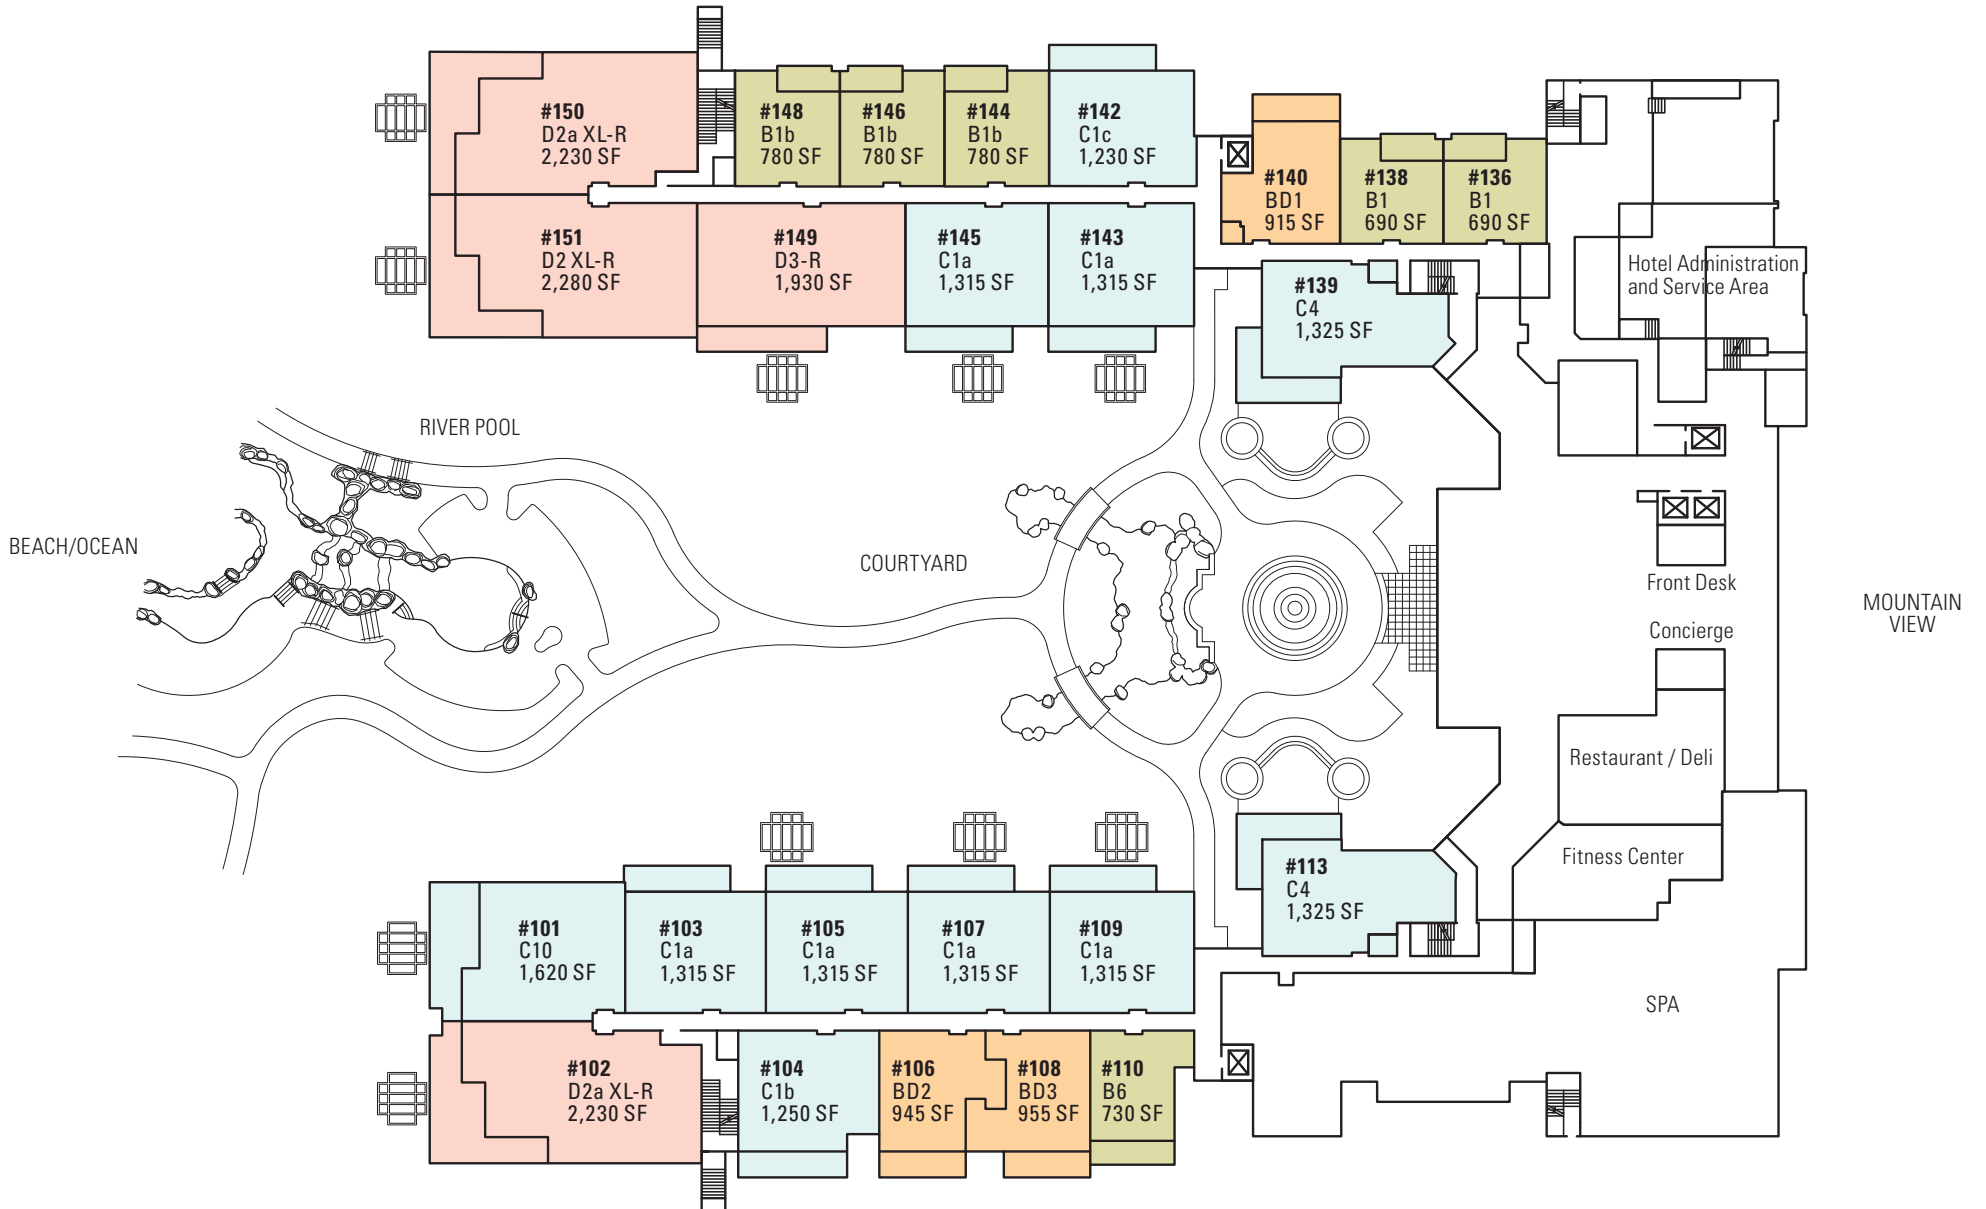 #150
D2a XL-R
2,230 SF
#148
B1b
780 SF
#146
B1b
780 SF
#144
B1b
780 SF
#142
C1c
1,230 SF
#140
BD1
915 SF
#138
B1
690 SF
#136
B1
690 SF
#151
D2 XL-R
2,280 SF
#149
D3-R
1,930 SF
#145
C1a
1,315 SF
#143
C1a
1,315 SF
#139
C4
1,325 SF
Hotel Administration
and Service Area
RIVER POOL
BEACH/OCEAN
COURTYARD
Front Desk
Concierge
MOUNTAIN
VIEW
Restaurant / Deli
Fitness Center
#113
C4
1,325 SF
#101
C10
1,620 SF
#103
C1a
1,315 SF
#105
C1a
1,315 SF
#107
C1a
1,315 SF
#109
C1a
1,315 SF
SPA
#102
D2a XL-R
2,230 SF
#104
C1b
1,250 SF
#106
BD2
945 SF
#108
BD3
955 SF
#110
B6
730 SF